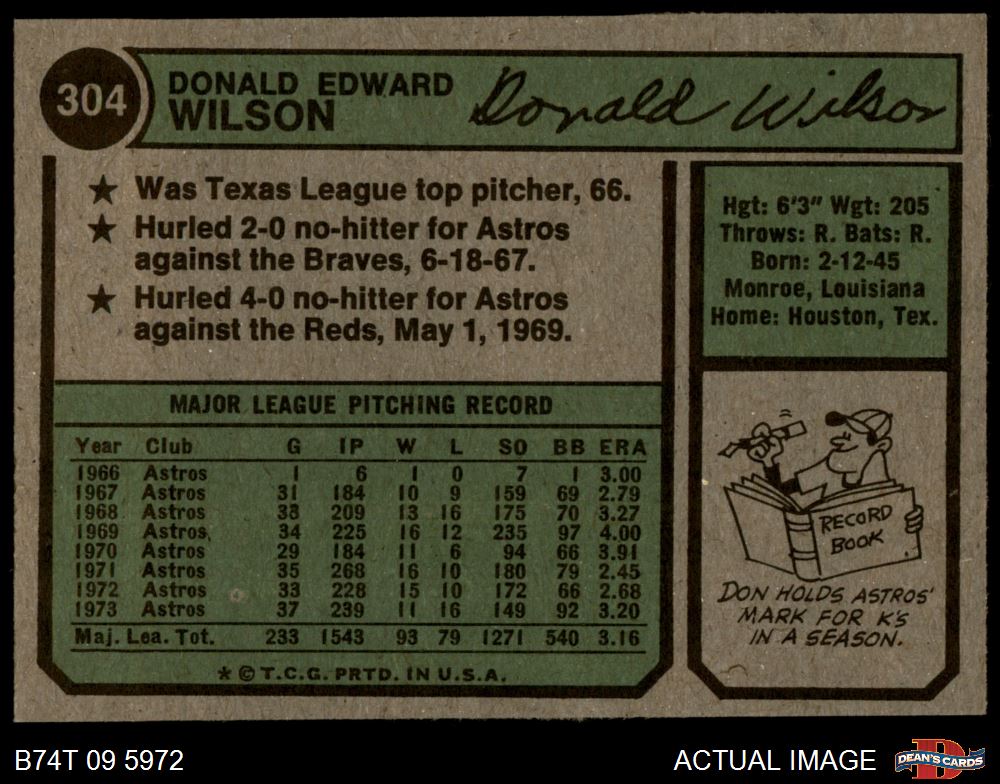 304
DONALD EDWARD
WILSON
Donald Wilson
★ Was Texas League top pitcher, 66.
★ Hurled 2-0 no-hitter for Astros
against the Braves, 6-18-67.
★ Hurled 4-0 no-hitter for Astros
against the Reds, May 1, 1969.
Hgt: 6'3" Wgt: 205
Throws: R. Bats: R.
Born: 2-12-45
Monroe, Louisiana
Home: Houston, Tex.
MAJOR LEAGUE PITCHING RECORD
Year Club G IP W L SO BB ERA
1966 Astros 1 6 1 0 7 1 3.00
1967 Astros 31 184 10 9 159 69 2.79
1968 Astros 33 209 13 16 175 70 3.27
1969 Astros 34 225 16 12 235 97 4.00
1970 Astros 29 184 11 6 94 66 3.91
1971 Astros 35 268 16 10 180 79 2.45
1972 Astros 33 228 15 10 172 66 2.68
1973 Astros 37 239 11 16 149 92 3.20
Maj. Lea. Tot. 233 1543 93 79 1271 540 3.16
* © T.C.G. PRTD. IN U.S.A.
RECORD
BOOK
DON HOLDS ASTROS'
MARK FOR K'S
IN A SEASON.
B74T 09 5972
ACTUAL IMAGE
D
DEAN'S CARDS